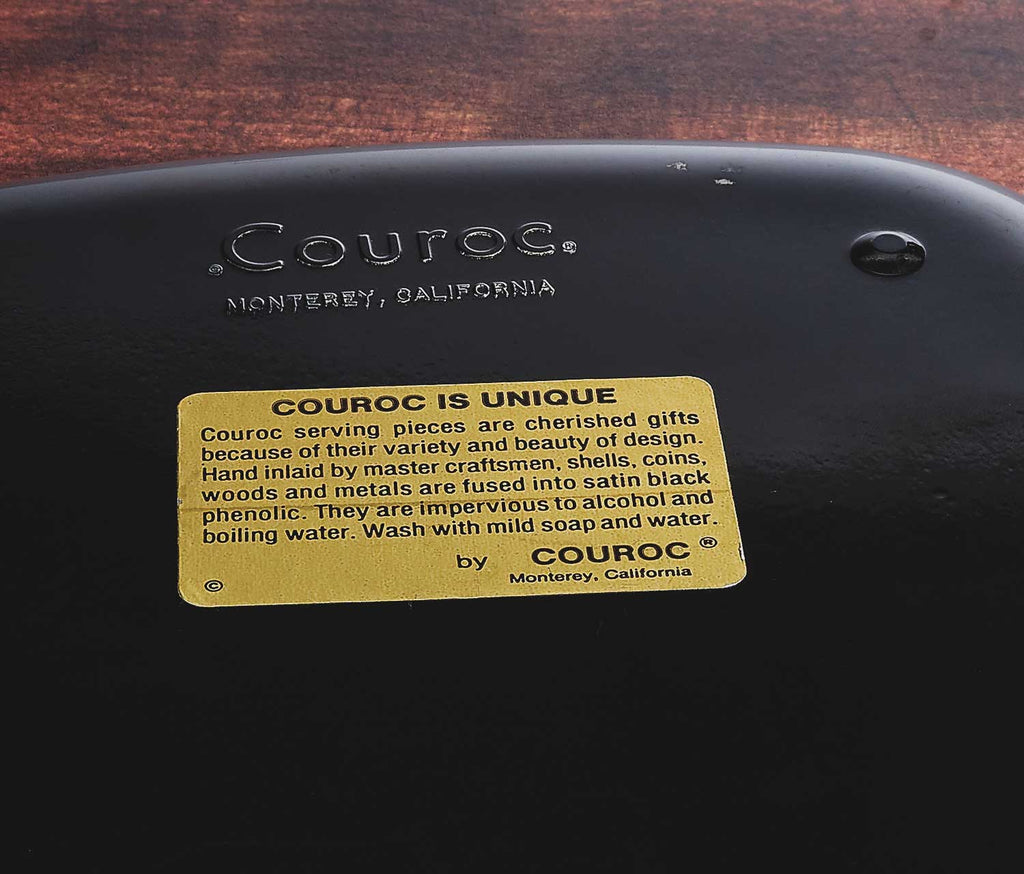 ®Couroc®
MONTEREY, CALIFORNIA
COUROC IS UNIQUE
Couroc serving pieces are cherished gifts
because of their variety and beauty of design.
Hand inlaid by master craftsmen, shells, coins,
woods and metals are fused into satin black
phenolic. They are impervious to alcohol and
boiling water. Wash with mild soap and water.
by COUROC ®
Monterey, California
©